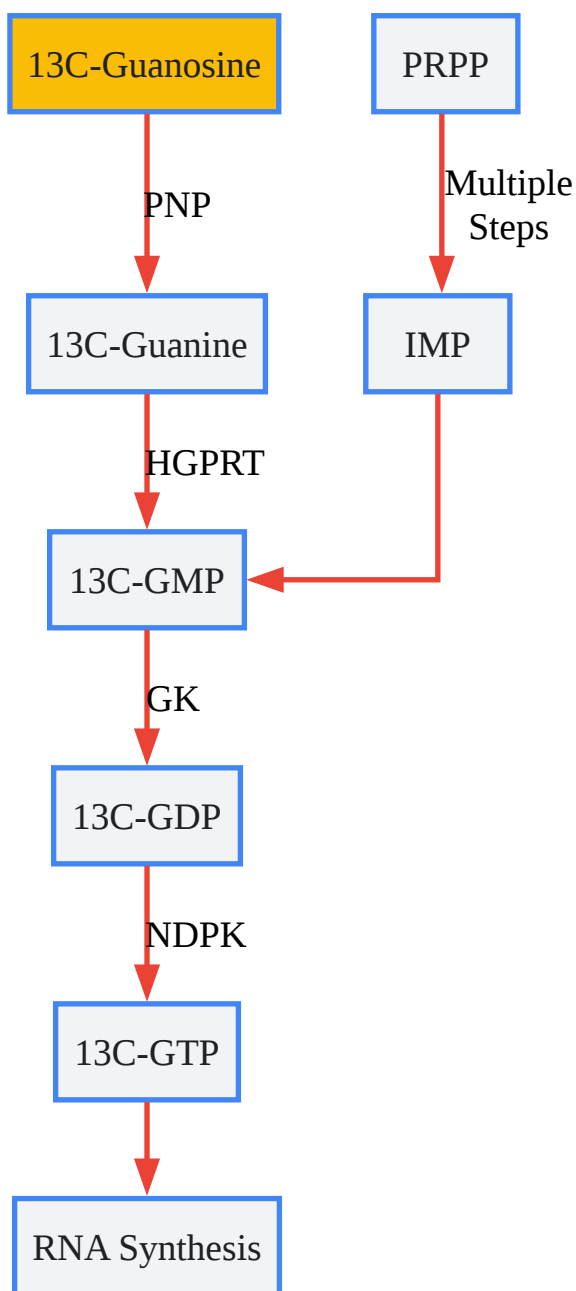 13C-Guanosine
PRPP
PNP
Multiple
Steps
13C-Guanine
IMP
HGPRT
13C-GMP
GK
13C-GDP
NDPK
13C-GTP
RNA Synthesis